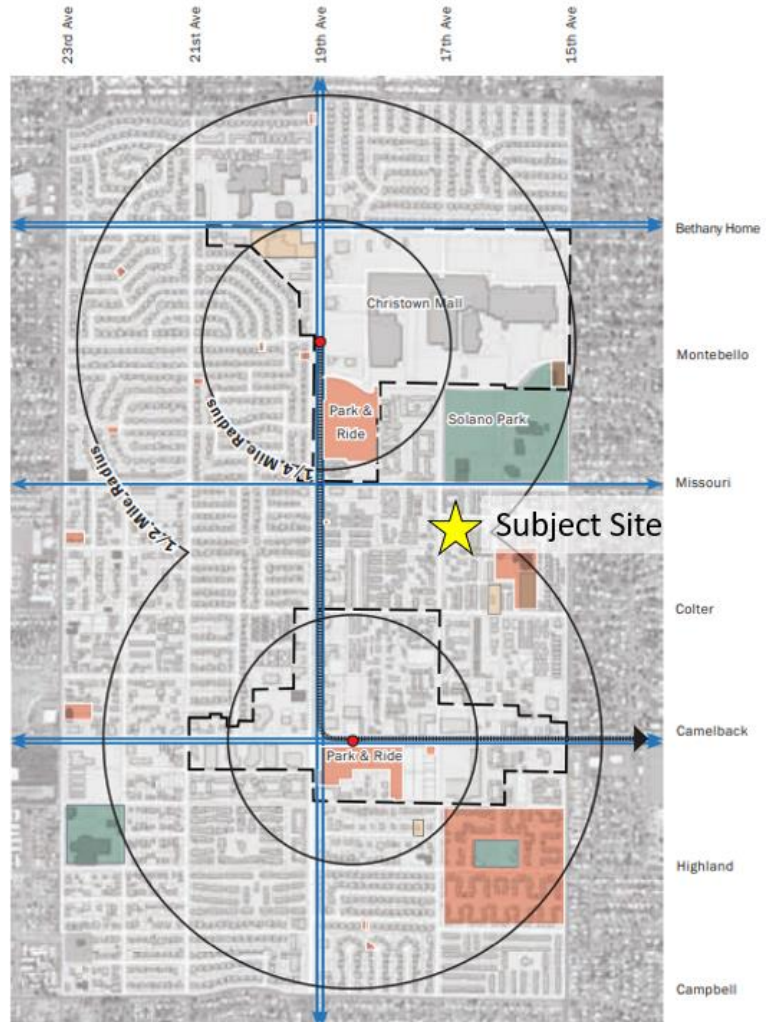 23rd Ave
21st Ave
19th Ave
17th Ave
15th Ave
Bethany Home
Christown Mall
Montebello
Park &
Ride
Solano Park
1/4 Mile Radius
Missouri
1/2 Mile Radius
Subject Site
Colter
Camelback
Park & Ride
Highland
Campbell